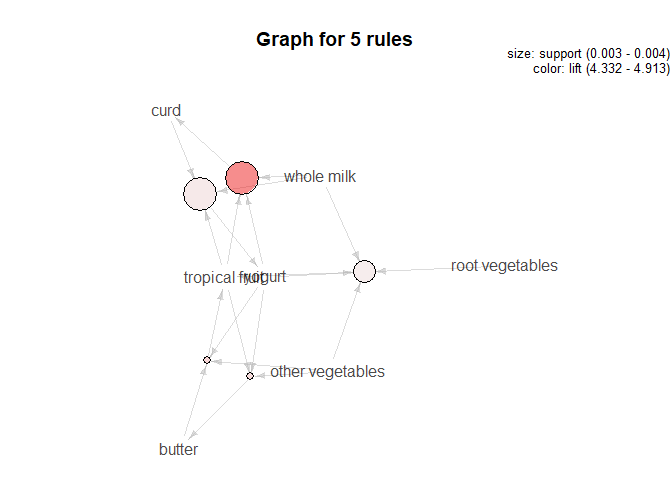 Graph for 5 rules
size: support (0.003 - 0.004)
color: lift (4.332 - 4.913)
curd
whole milk
root vegetables
tropical fruit
yogurt
other vegetables
butter